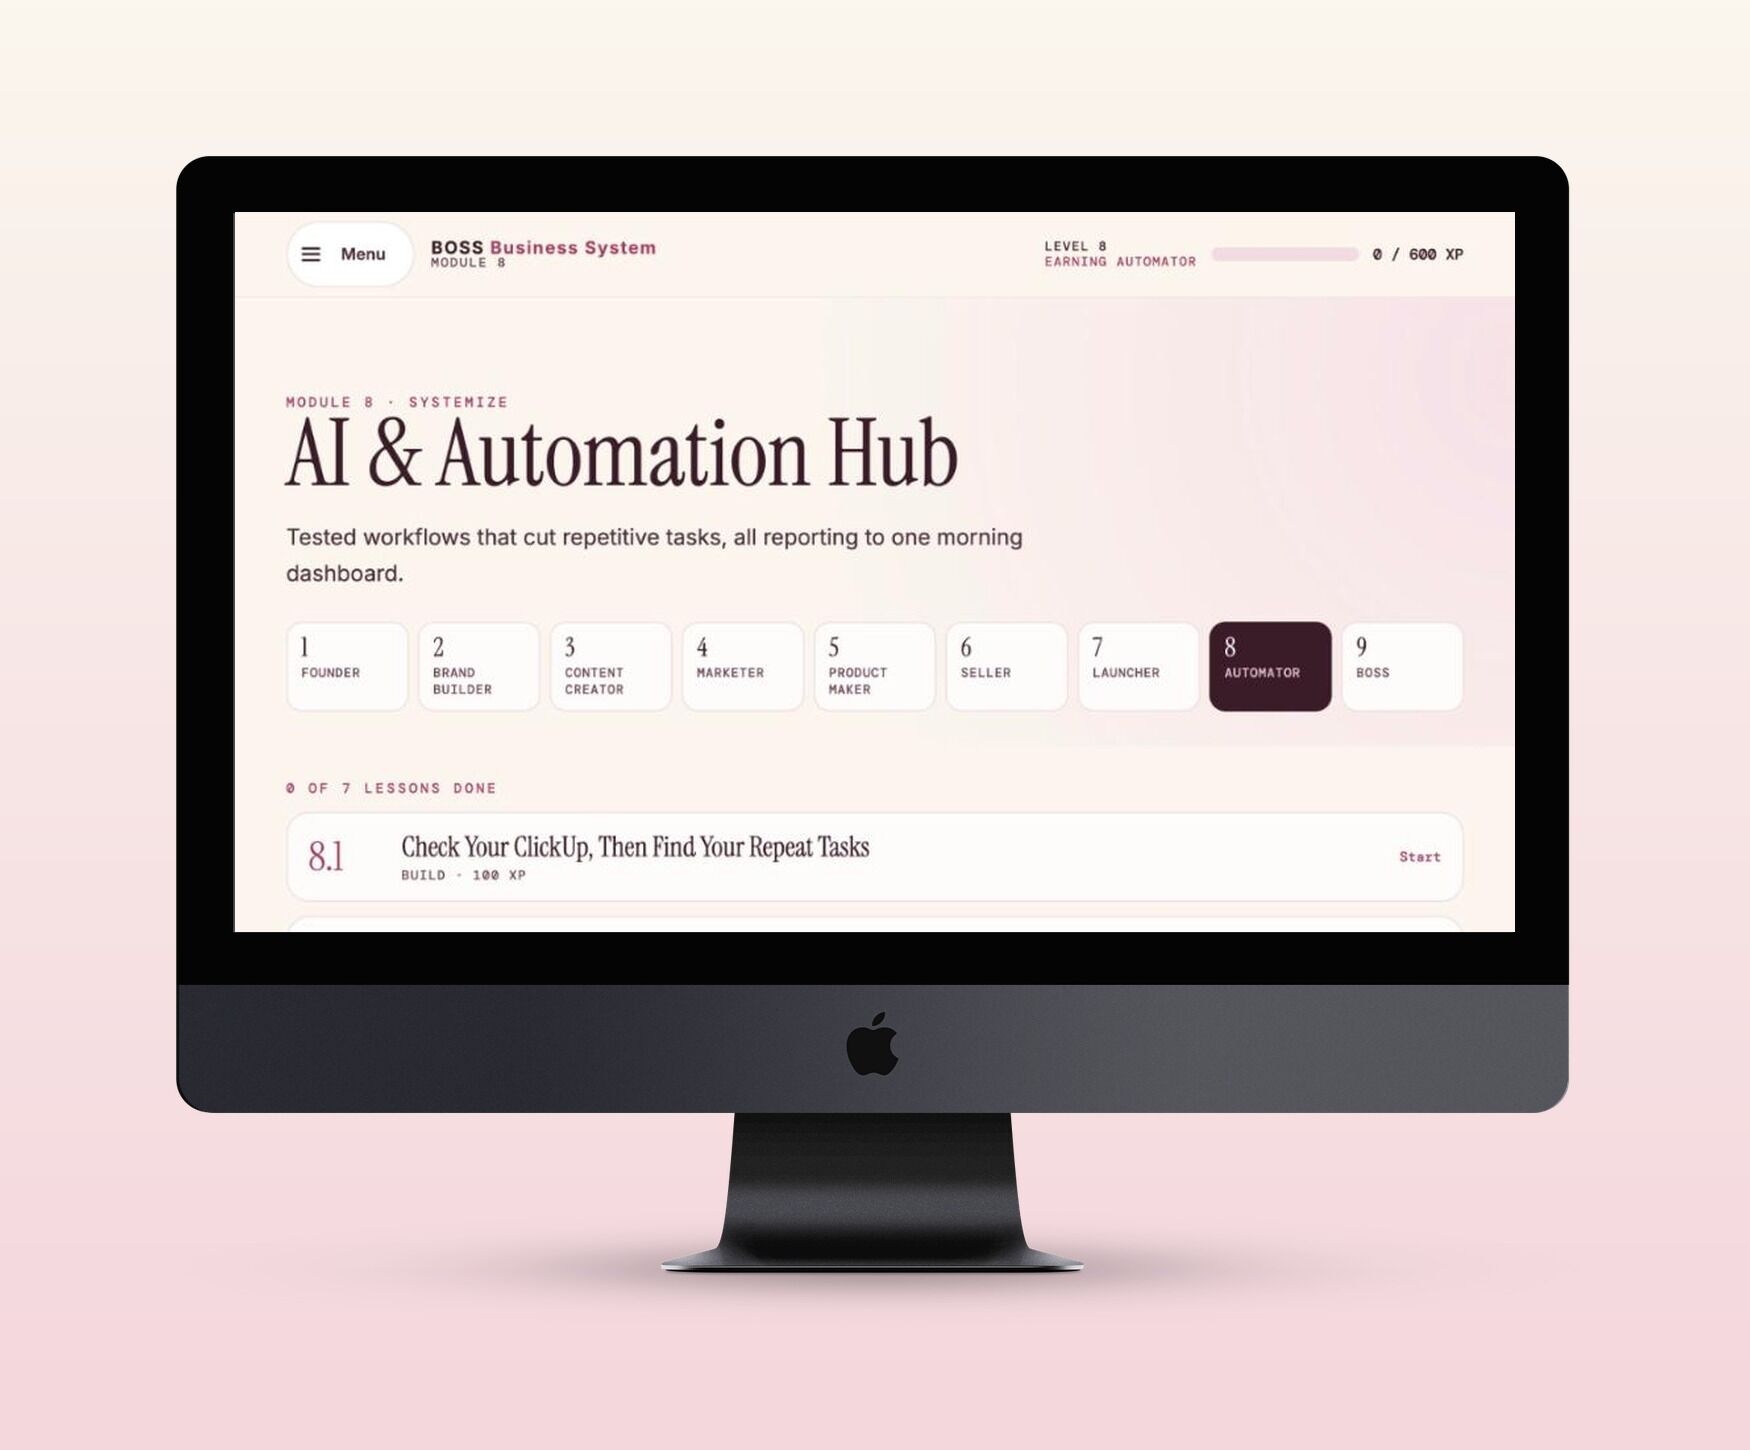 Menu
BOSS Business System
MODULE 8
LEVEL 8
EARNING AUTOMATOR
0 / 600 XP
MODULE 8 · SYSTEMIZE
AI & Automation Hub
Tested workflows that cut repetitive tasks, all reporting to one morning
dashboard.
1
FOUNDER
2
BRAND
BUILDER
3
CONTENT
CREATOR
4
MARKETER
5
PRODUCT
MAKER
6
SELLER
7
LAUNCHER
8
AUTOMATOR
9
BOSS
0 OF 7 LESSONS DONE
8.1
Check Your ClickUp, Then Find Your Repeat Tasks
BUILD · 100 XP
Start